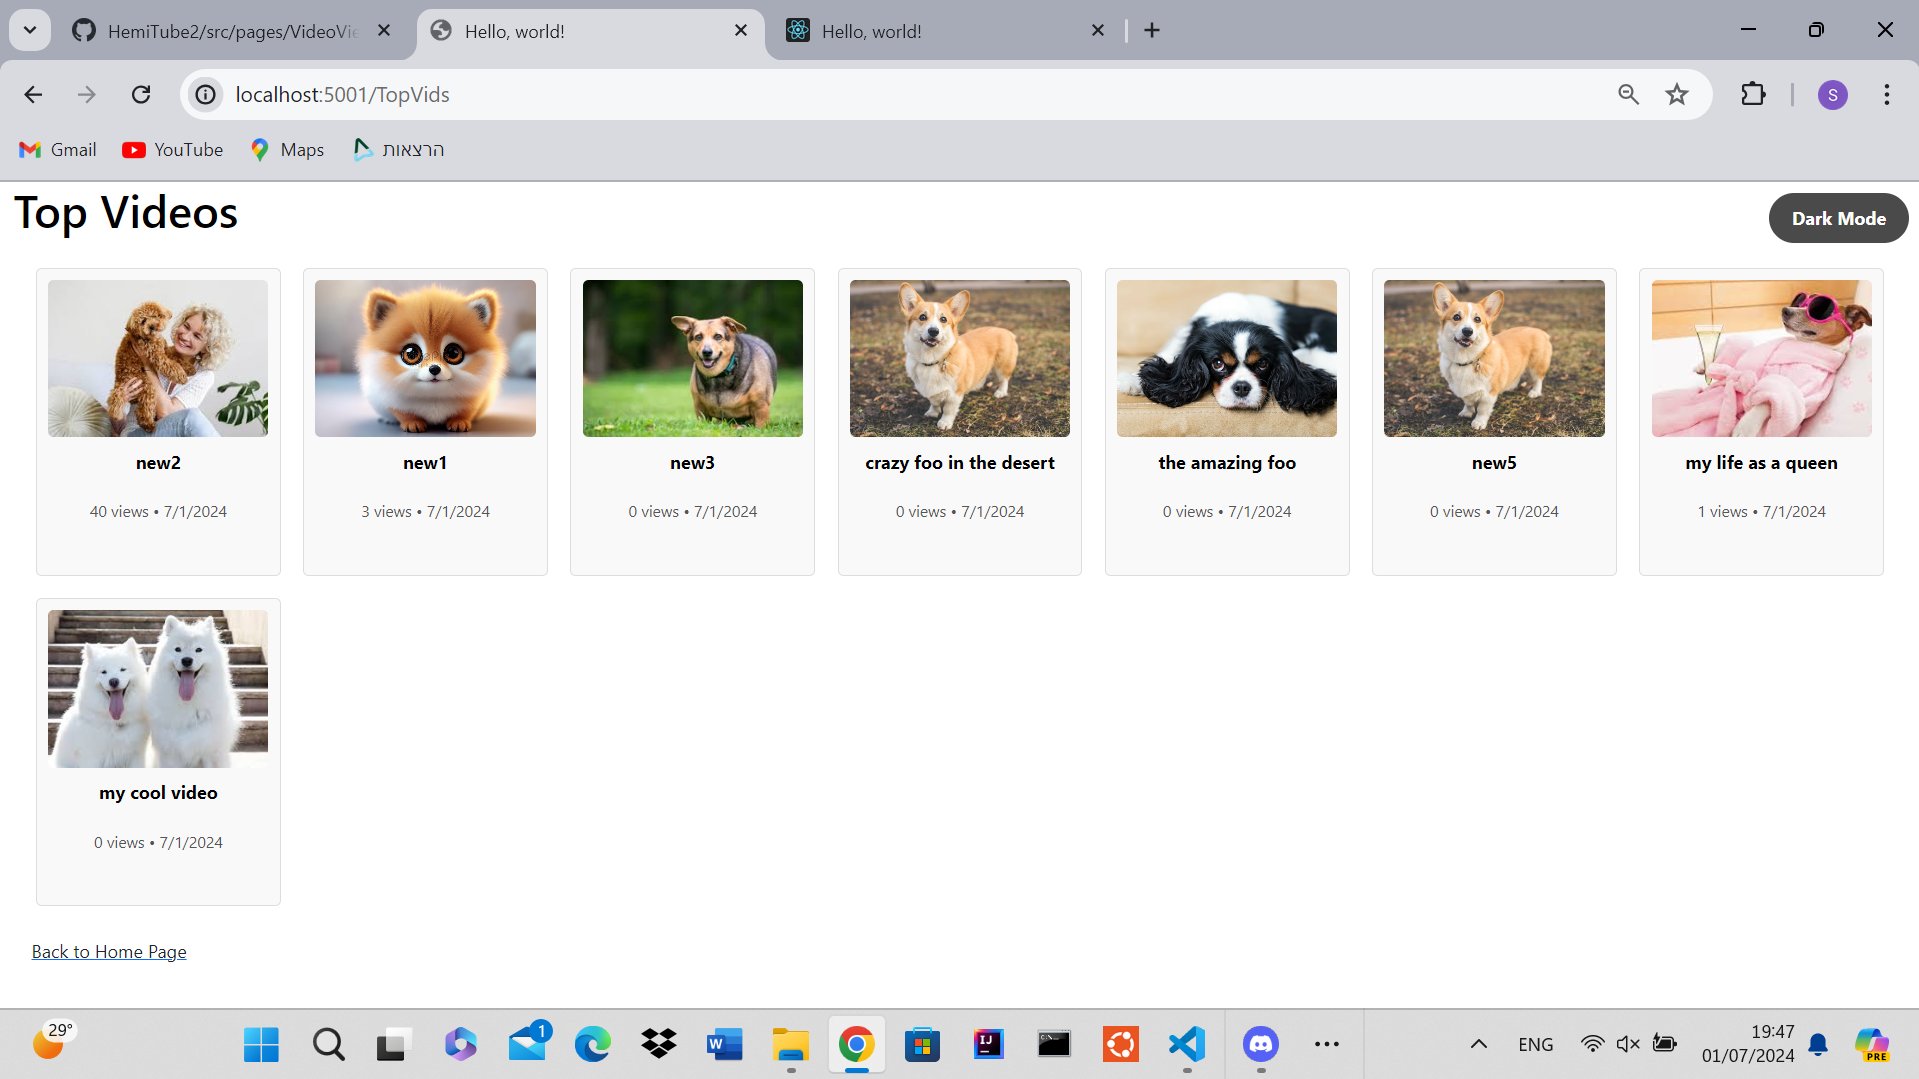 HemiTube2/src/pages/VideoVie
Hello, world!
Hello, world!
localhost:5001/TopVids
S
Gmail
YouTube
Maps
הרצאות
Top Videos
Dark Mode
new2
40 views • 7/1/2024
new1
3 views • 7/1/2024
new3
0 views • 7/1/2024
crazy foo in the desert
0 views • 7/1/2024
the amazing foo
0 views • 7/1/2024
new5
0 views • 7/1/2024
my life as a queen
1 views • 7/1/2024
my cool video
0 views • 7/1/2024
Back to Home Page
29°
1
W
IJ
ENG
19:47
01/07/2024
PRE